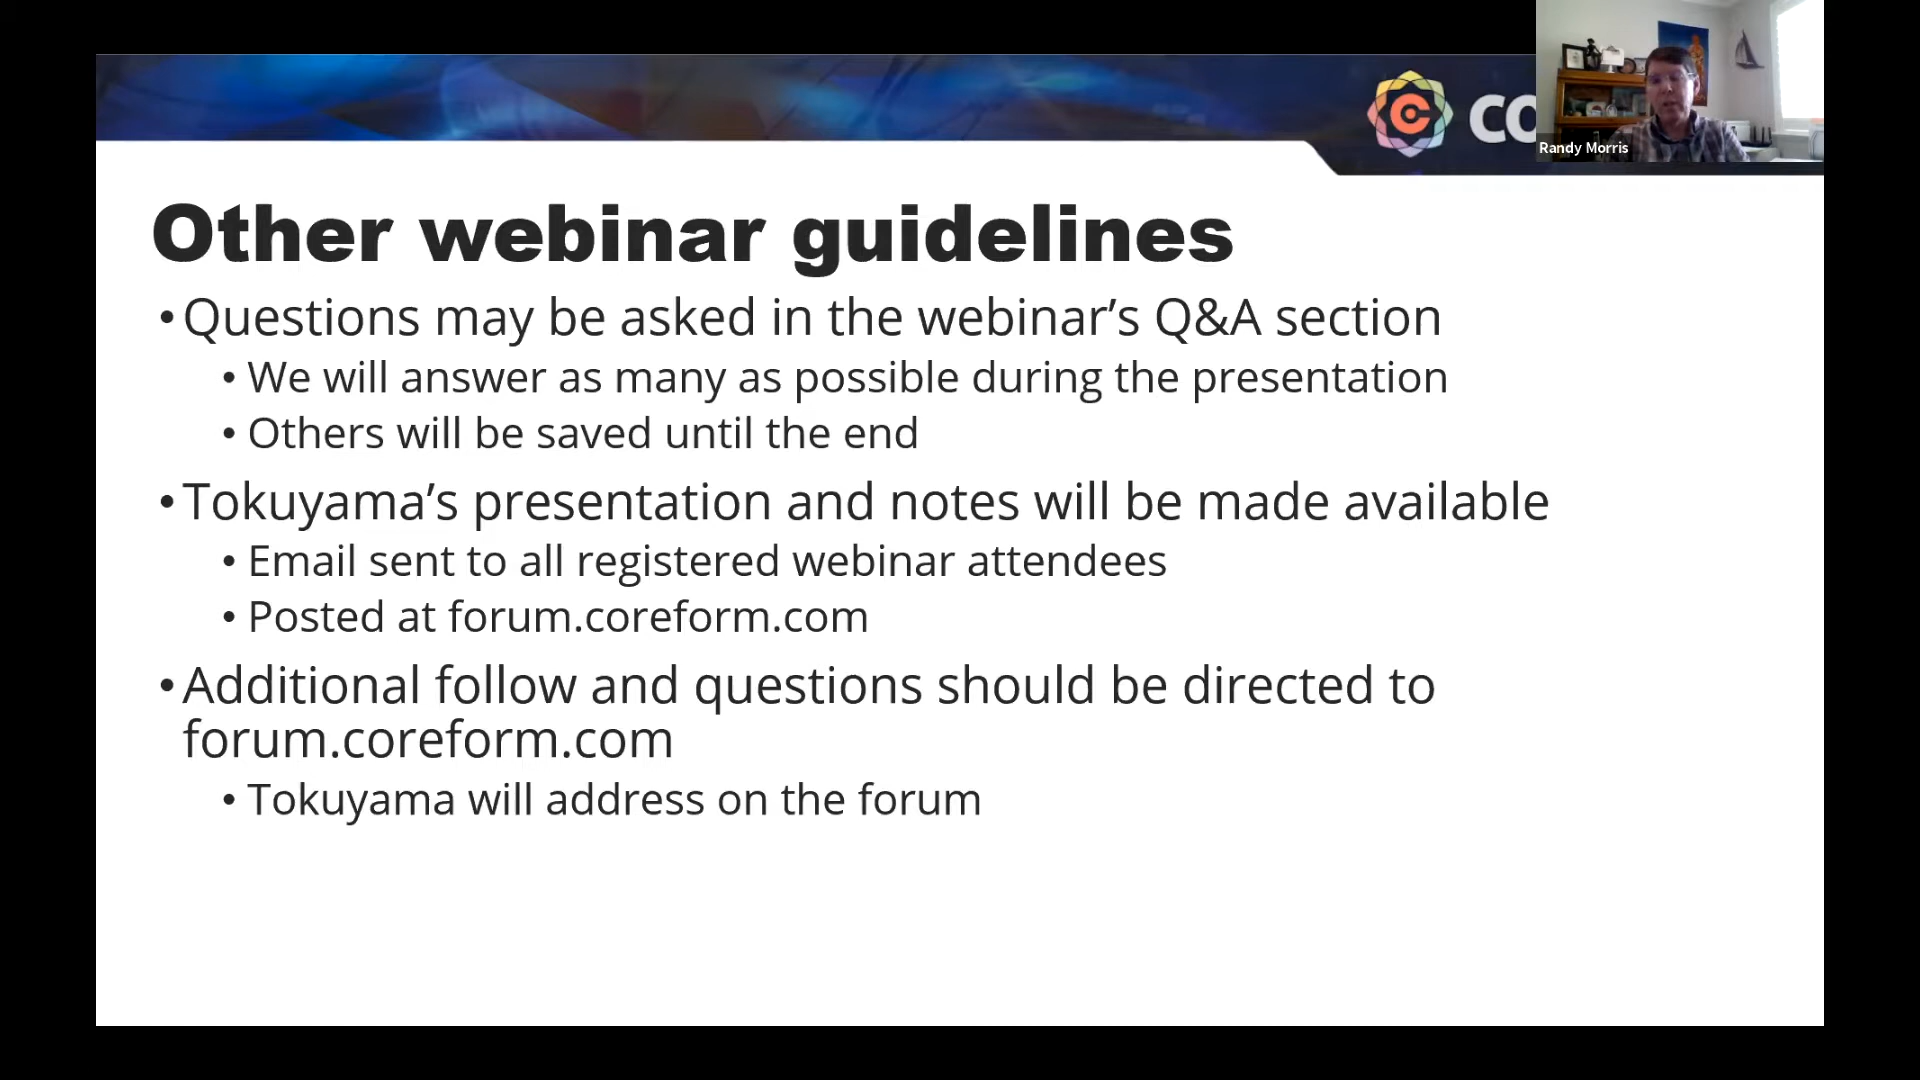 CO
Randy Morris
Other webinar guidelines
•Questions may be asked in the webinar’s Q&A section
• We will answer as many as possible during the presentation
• Others will be saved until the end
•Tokuyama’s presentation and notes will be made available
• Email sent to all registered webinar attendees
• Posted at forum.coreform.com
•Additional follow and questions should be directed to
forum.coreform.com
• Tokuyama will address on the forum